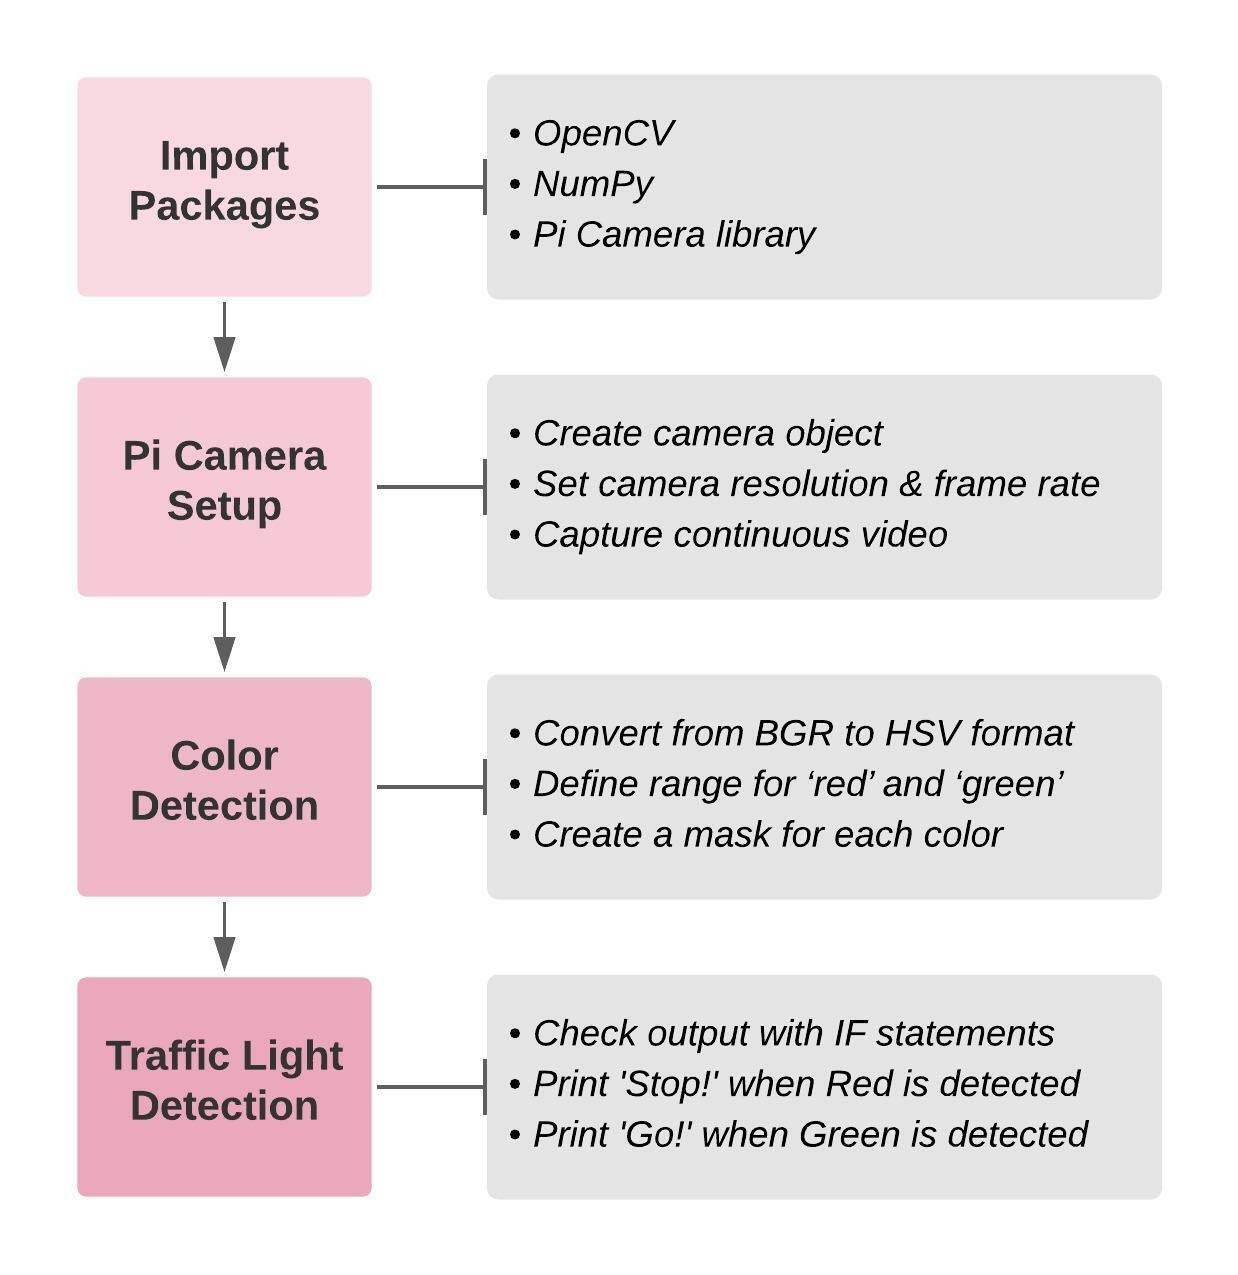 Import
Packages
• OpenCV
• NumPy
• Pi Camera library
Pi Camera
Setup
• Create camera object
• Set camera resolution & frame rate
• Capture continuous video
Color
Detection
• Convert from BGR to HSV format
• Define range for ‘red’ and ‘green’
• Create a mask for each color
Traffic Light
Detection
• Check output with IF statements
• Print 'Stop!' when Red is detected
• Print 'Go!' when Green is detected